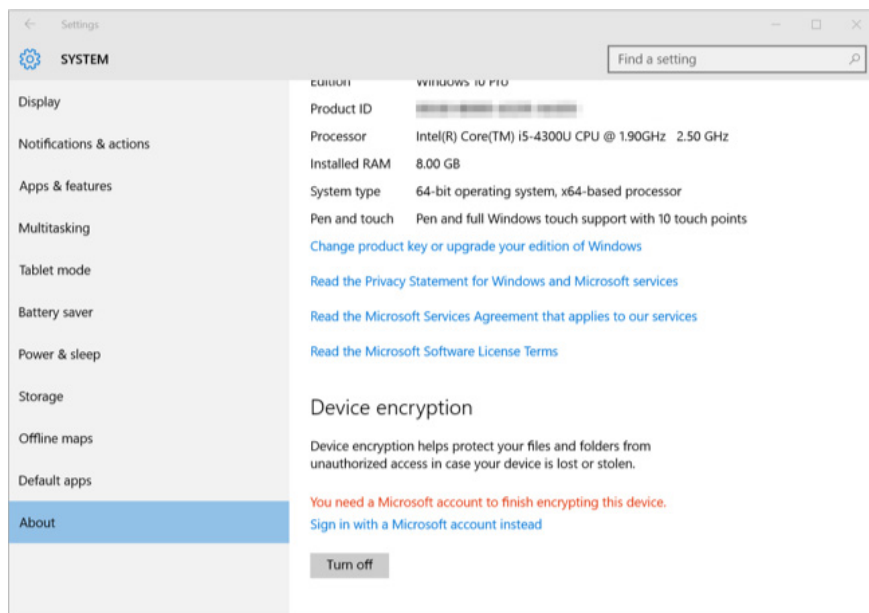 Settings
SYSTEM
Find a setting
Display
Notifications & actions
Apps & features
Multitasking
Tablet mode
Battery saver
Power & sleep
Storage
Offline maps
Default apps
About
Edition Windows 10 Pro
Product ID
Processor Intel(R) Core(TM) i5-4300U CPU @ 1.90GHz 2.50 GHz
Installed RAM 8.00 GB
System type 64-bit operating system, x64-based processor
Pen and touch Pen and full Windows touch support with 10 touch points
Change product key or upgrade your edition of Windows
Read the Privacy Statement for Windows and Microsoft services
Read the Microsoft Services Agreement that applies to our services
Read the Microsoft Software License Terms
Device encryption
Device encryption helps protect your files and folders from
unauthorized access in case your device is lost or stolen.
You need a Microsoft account to finish encrypting this device.
Sign in with a Microsoft account instead
Turn off